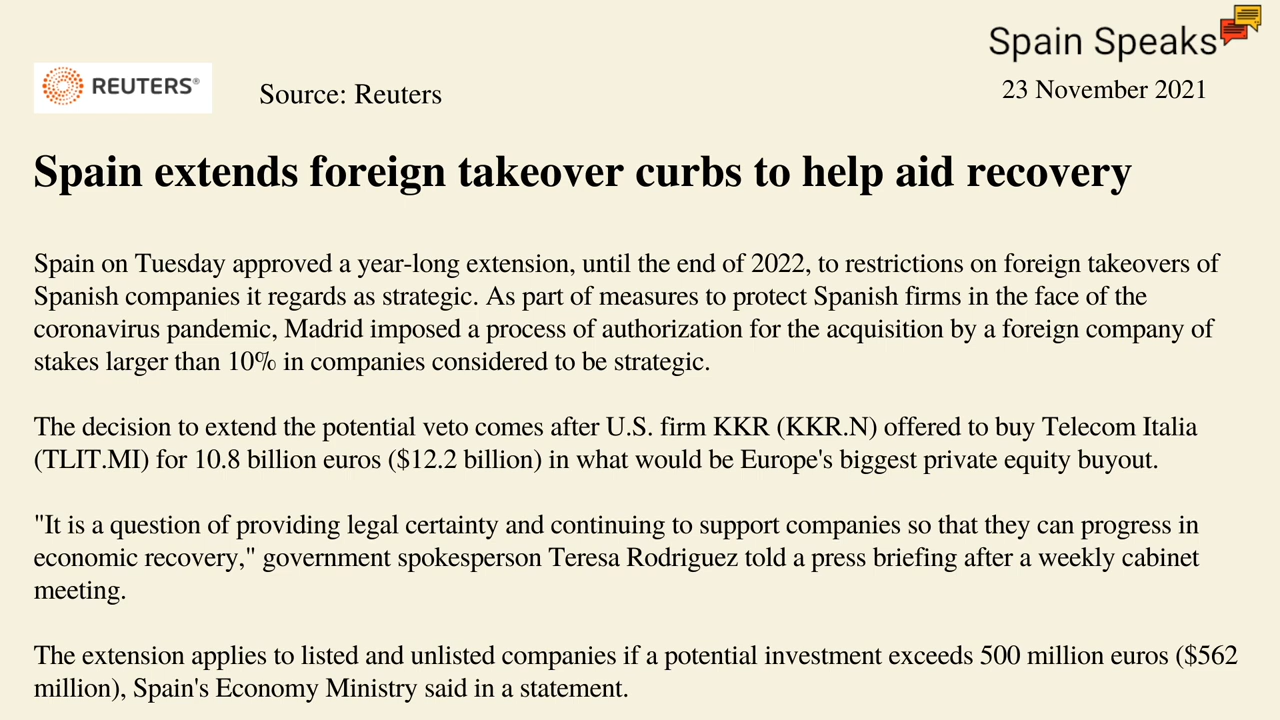 Spain Speaks
REUTERS®
Source: Reuters
23 November 2021
Spain extends foreign takeover curbs to help aid recovery
Spain on Tuesday approved a year-long extension, until the end of 2022, to restrictions on foreign takeovers of
Spanish companies it regards as strategic. As part of measures to protect Spanish firms in the face of the
coronavirus pandemic, Madrid imposed a process of authorization for the acquisition by a foreign company of
stakes larger than 10% in companies considered to be strategic.
The decision to extend the potential veto comes after U.S. firm KKR (KKR.N) offered to buy Telecom Italia
(TLIT.MI) for 10.8 billion euros ($12.2 billion) in what would be Europe's biggest private equity buyout.
"It is a question of providing legal certainty and continuing to support companies so that they can progress in
economic recovery," government spokesperson Teresa Rodriguez told a press briefing after a weekly cabinet
meeting.
The extension applies to listed and unlisted companies if a potential investment exceeds 500 million euros ($562
million), Spain's Economy Ministry said in a statement.